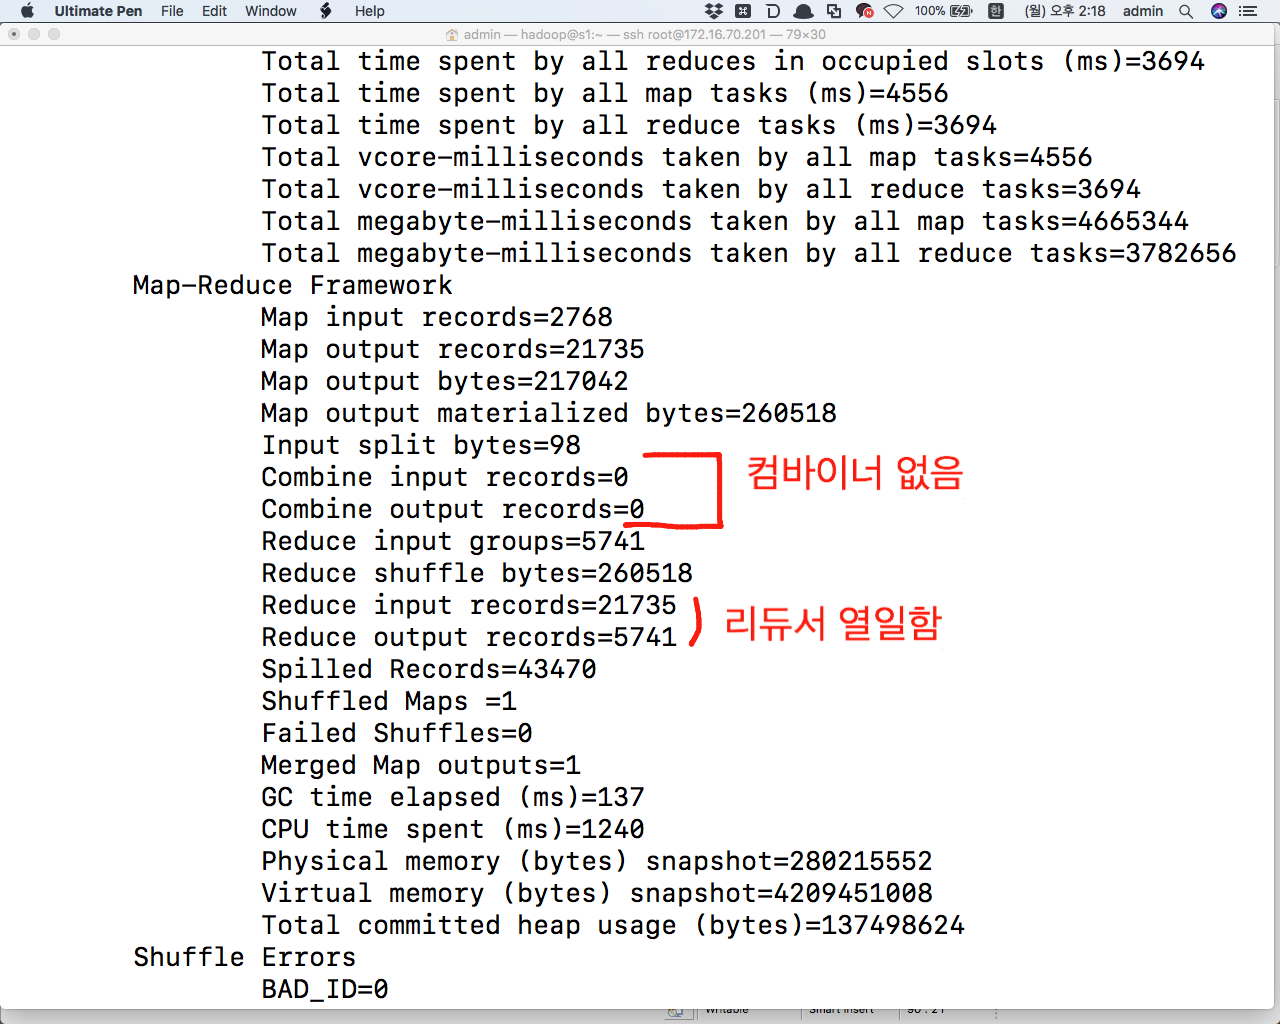 Ultimate Pen File Edit Window Help 100% 한 (월) 오후 2:18 admin
admin — hadoop@s1:~ — ssh root@172.16.70.201 — 79×30
Total time spent by all reduces in occupied slots (ms)=3694
Total time spent by all map tasks (ms)=4556
Total time spent by all reduce tasks (ms)=3694
Total vcore-milliseconds taken by all map tasks=4556
Total vcore-milliseconds taken by all reduce tasks=3694
Total megabyte-milliseconds taken by all map tasks=4665344
Total megabyte-milliseconds taken by all reduce tasks=3782656
Map-Reduce Framework
Map input records=2768
Map output records=21735
Map output bytes=217042
Map output materialized bytes=260518
Input split bytes=98
Combine input records=0
컴바이너 없음
Combine output records=0
Reduce input groups=5741
Reduce shuffle bytes=260518
Reduce input records=21735
리듀서 열일함
Reduce output records=5741
Spilled Records=43470
Shuffled Maps =1
Failed Shuffles=0
Merged Map outputs=1
GC time elapsed (ms)=137
CPU time spent (ms)=1240
Physical memory (bytes) snapshot=280215552
Virtual memory (bytes) snapshot=4209451008
Total committed heap usage (bytes)=137498624
Shuffle Errors
BAD_ID=0
Writable Smart Insert 90 : 21